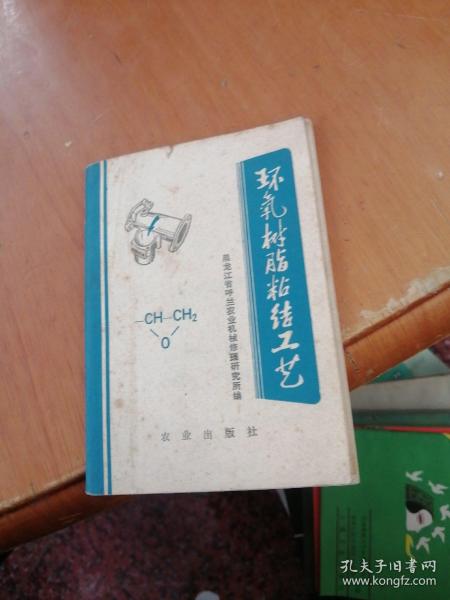 环氧树脂粘结工艺
黑龙江省呼兰农业机械修理研究所编
—CH—CH₂
O
农业出版社
孔夫子旧书网
www.kongfz.com